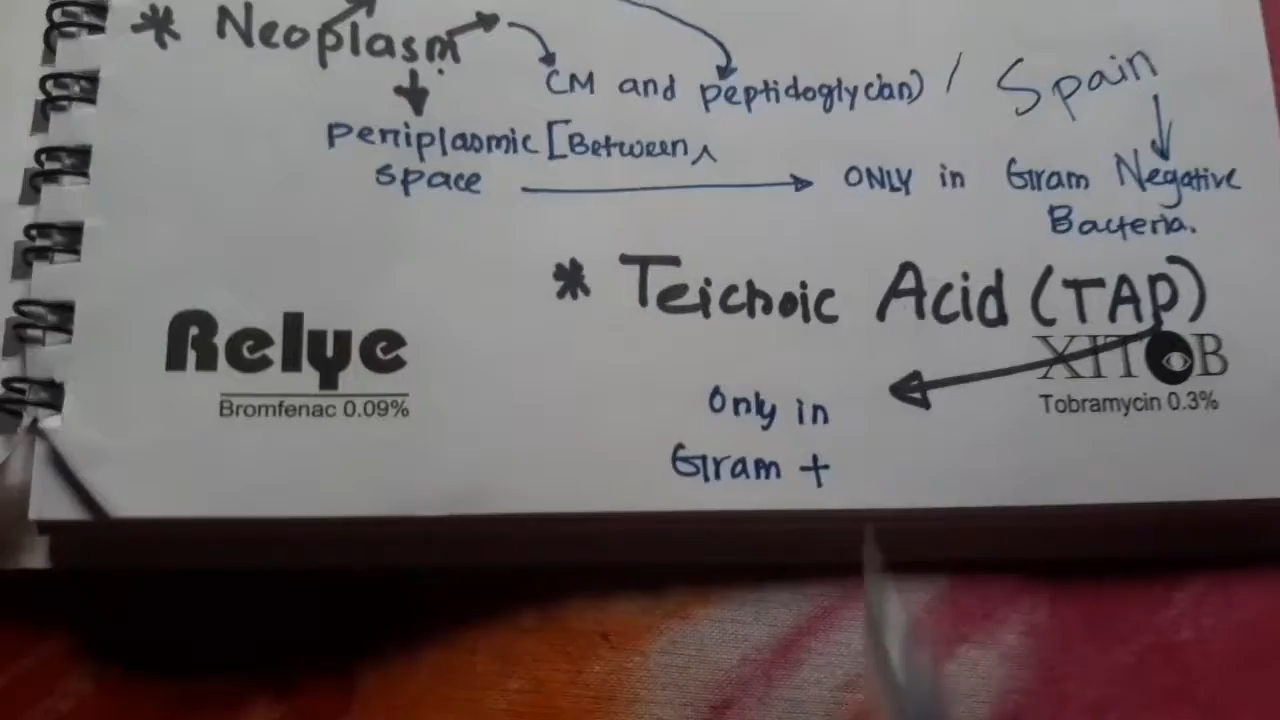 * Neoplasm
CM and peptidoglycan) / Spain
Periplasmic [Between
space
ONLY in Gram Negative
Bacteria.
* Teichoic Acid (TAP)
Relye
Bromfenac 0.09%
XITOB
Tobramycin 0.3%
Only in
Gram +